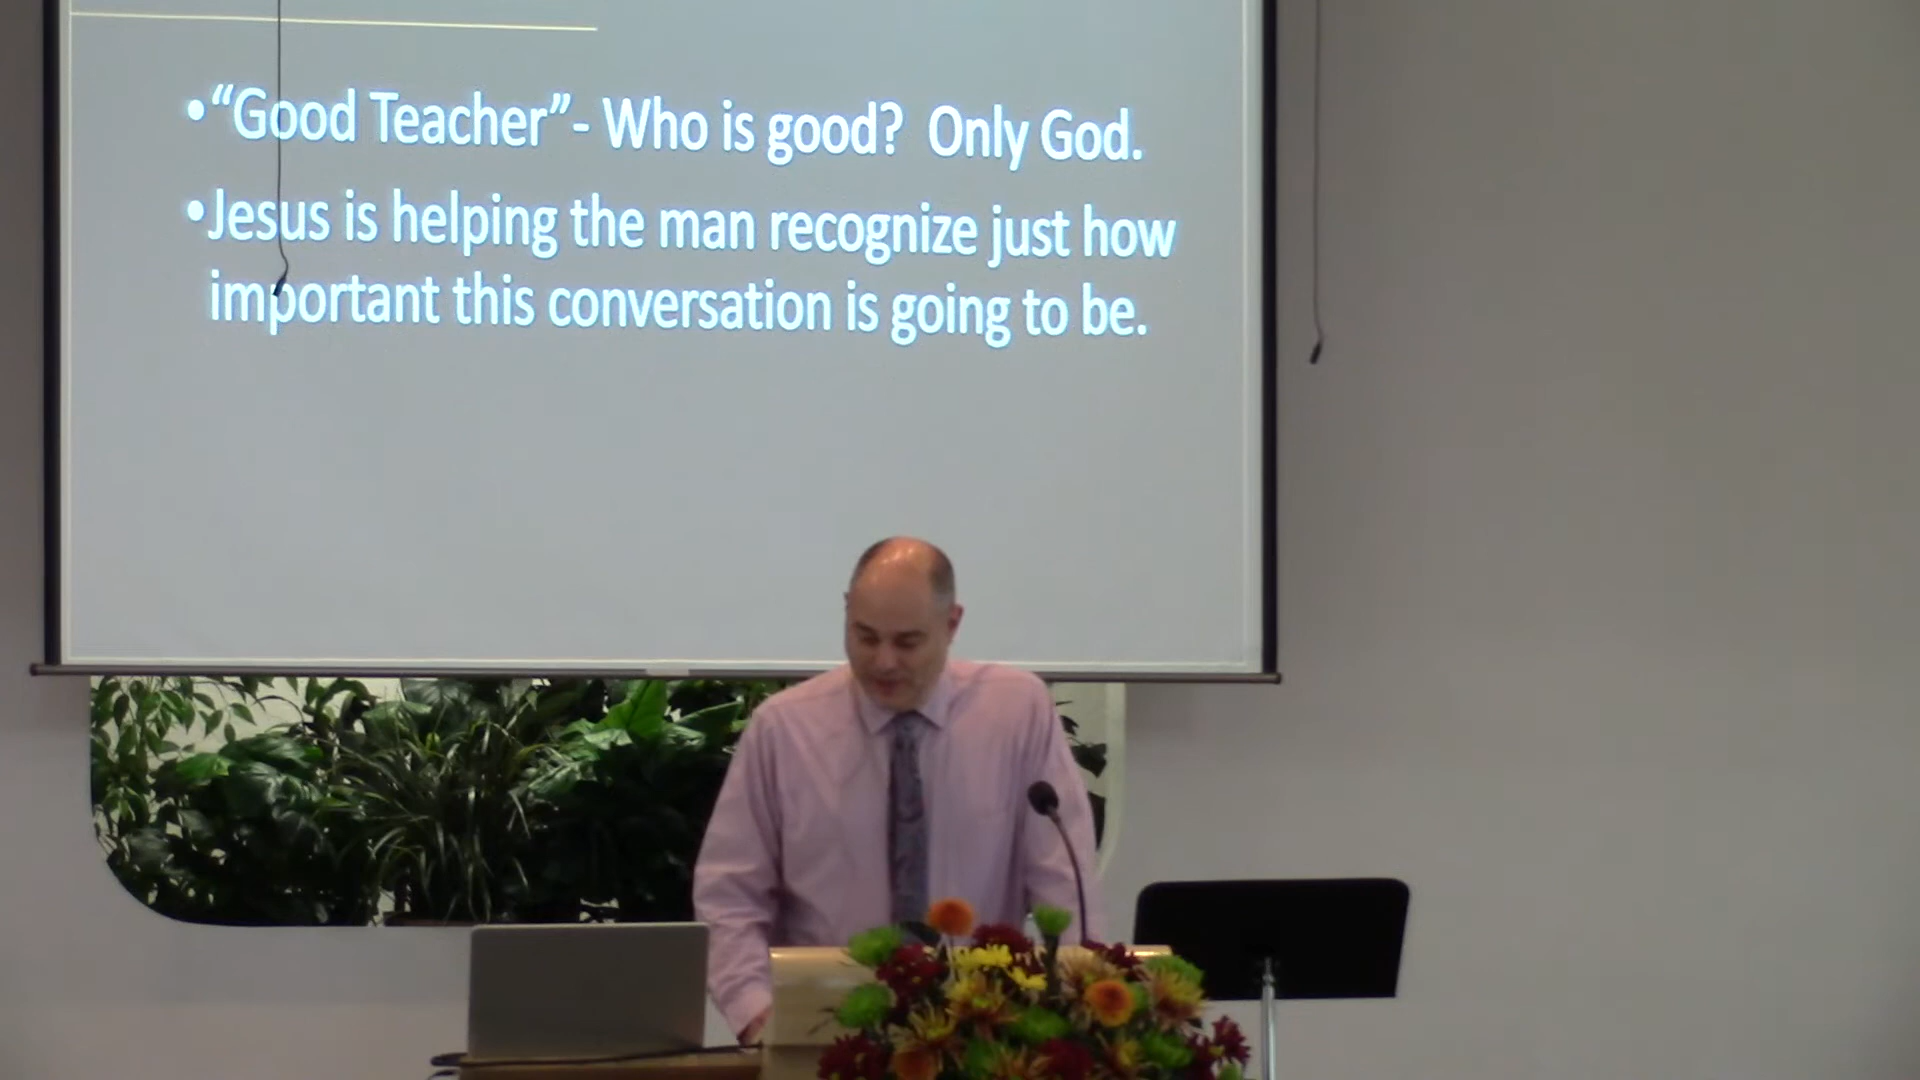 •“Good Teacher”- Who is good?  Only God.
•Jesus is helping the man recognize just how
important this conversation is going to be.